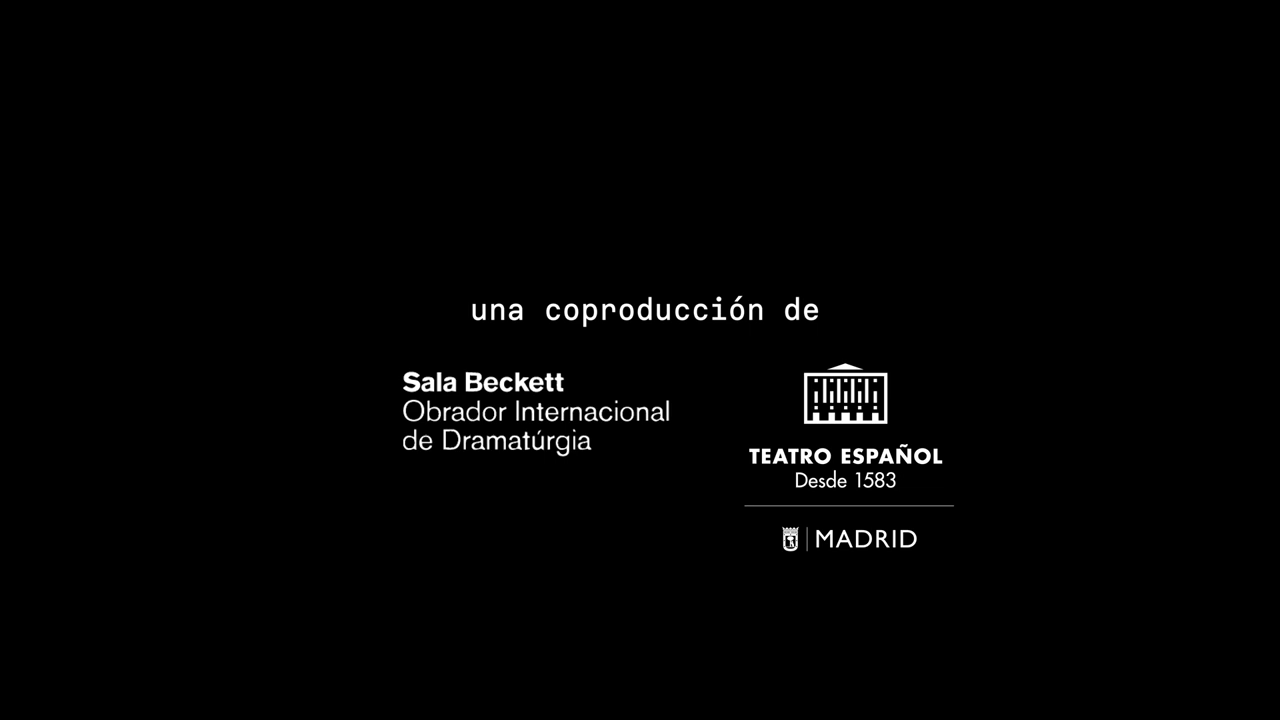 una coproducción de
Sala Beckett
Obrador Internacional
de Dramatúrgia
TEATRO ESPAÑOL
Desde 1583
MADRID